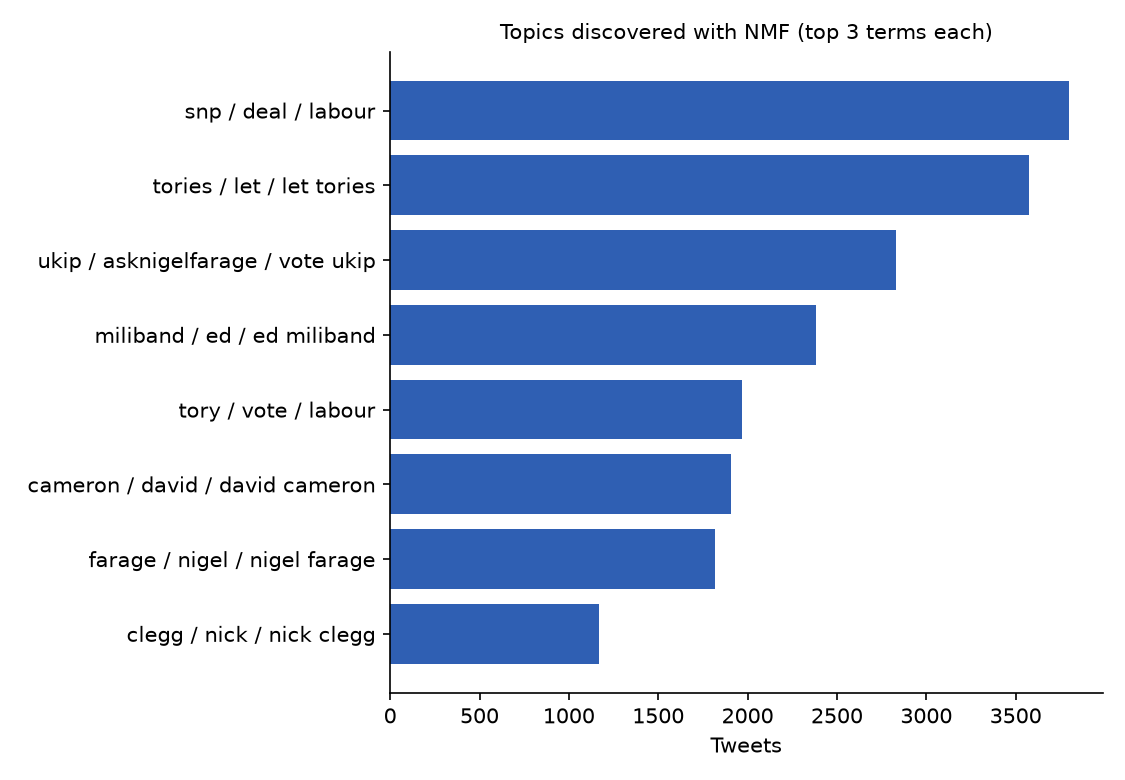 Topics discovered with NMF (top 3 terms each)
snp / deal / labour
tories / let / let tories
ukip / asknigelfarage / vote ukip
miliband / ed / ed miliband
tory / vote / labour
cameron / david / david cameron
farage / nigel / nigel farage
clegg / nick / nick clegg
0 500 1000 1500 2000 2500 3000 3500
Tweets